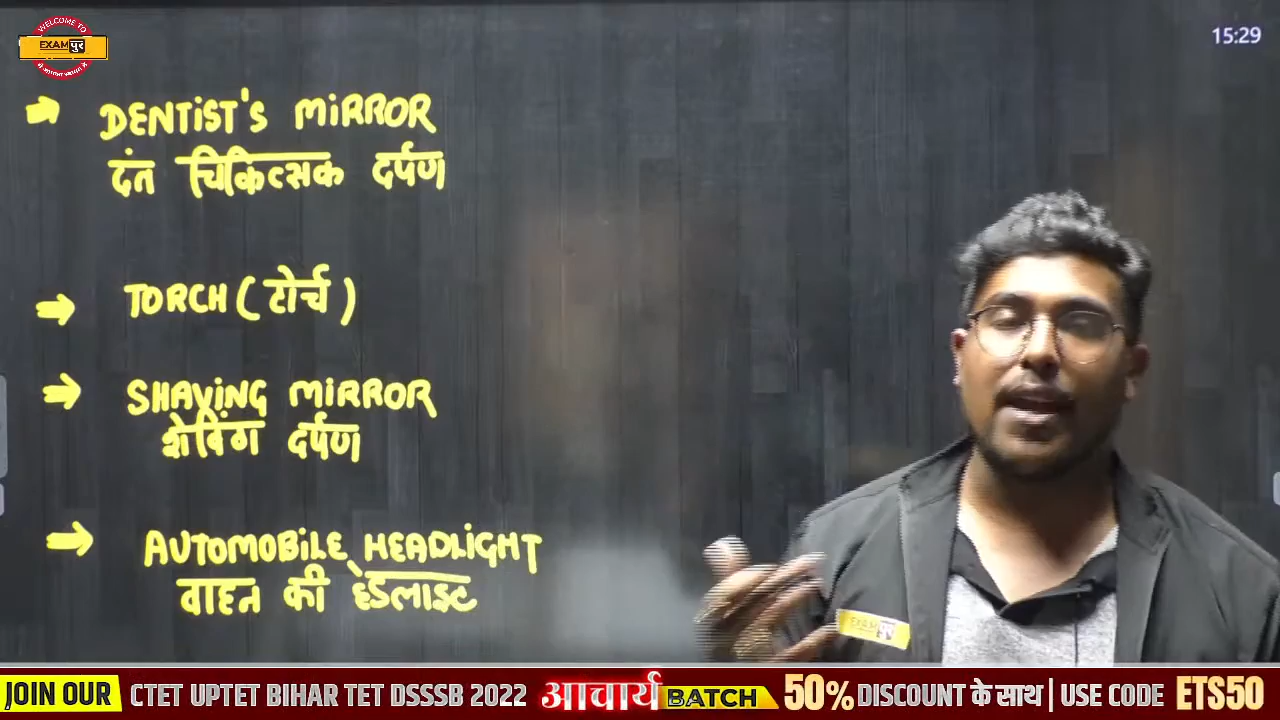 WELCOME TO
EXAMपुर
15:29
DENTIST'S MIRROR
दंत चिकित्सक दर्पण
TORCH (टोर्च)
SHAVING MIRROR
शेविंग दर्पण
AUTOMOBILE HEADLIGHT
वाहन की हेडलाइट
EXAMपुर
JOIN OUR CTET UPTET BIHAR TET DSSSB 2022 आचार्य BATCH 50% DISCOUNT के साथ | USE CODE ETS50